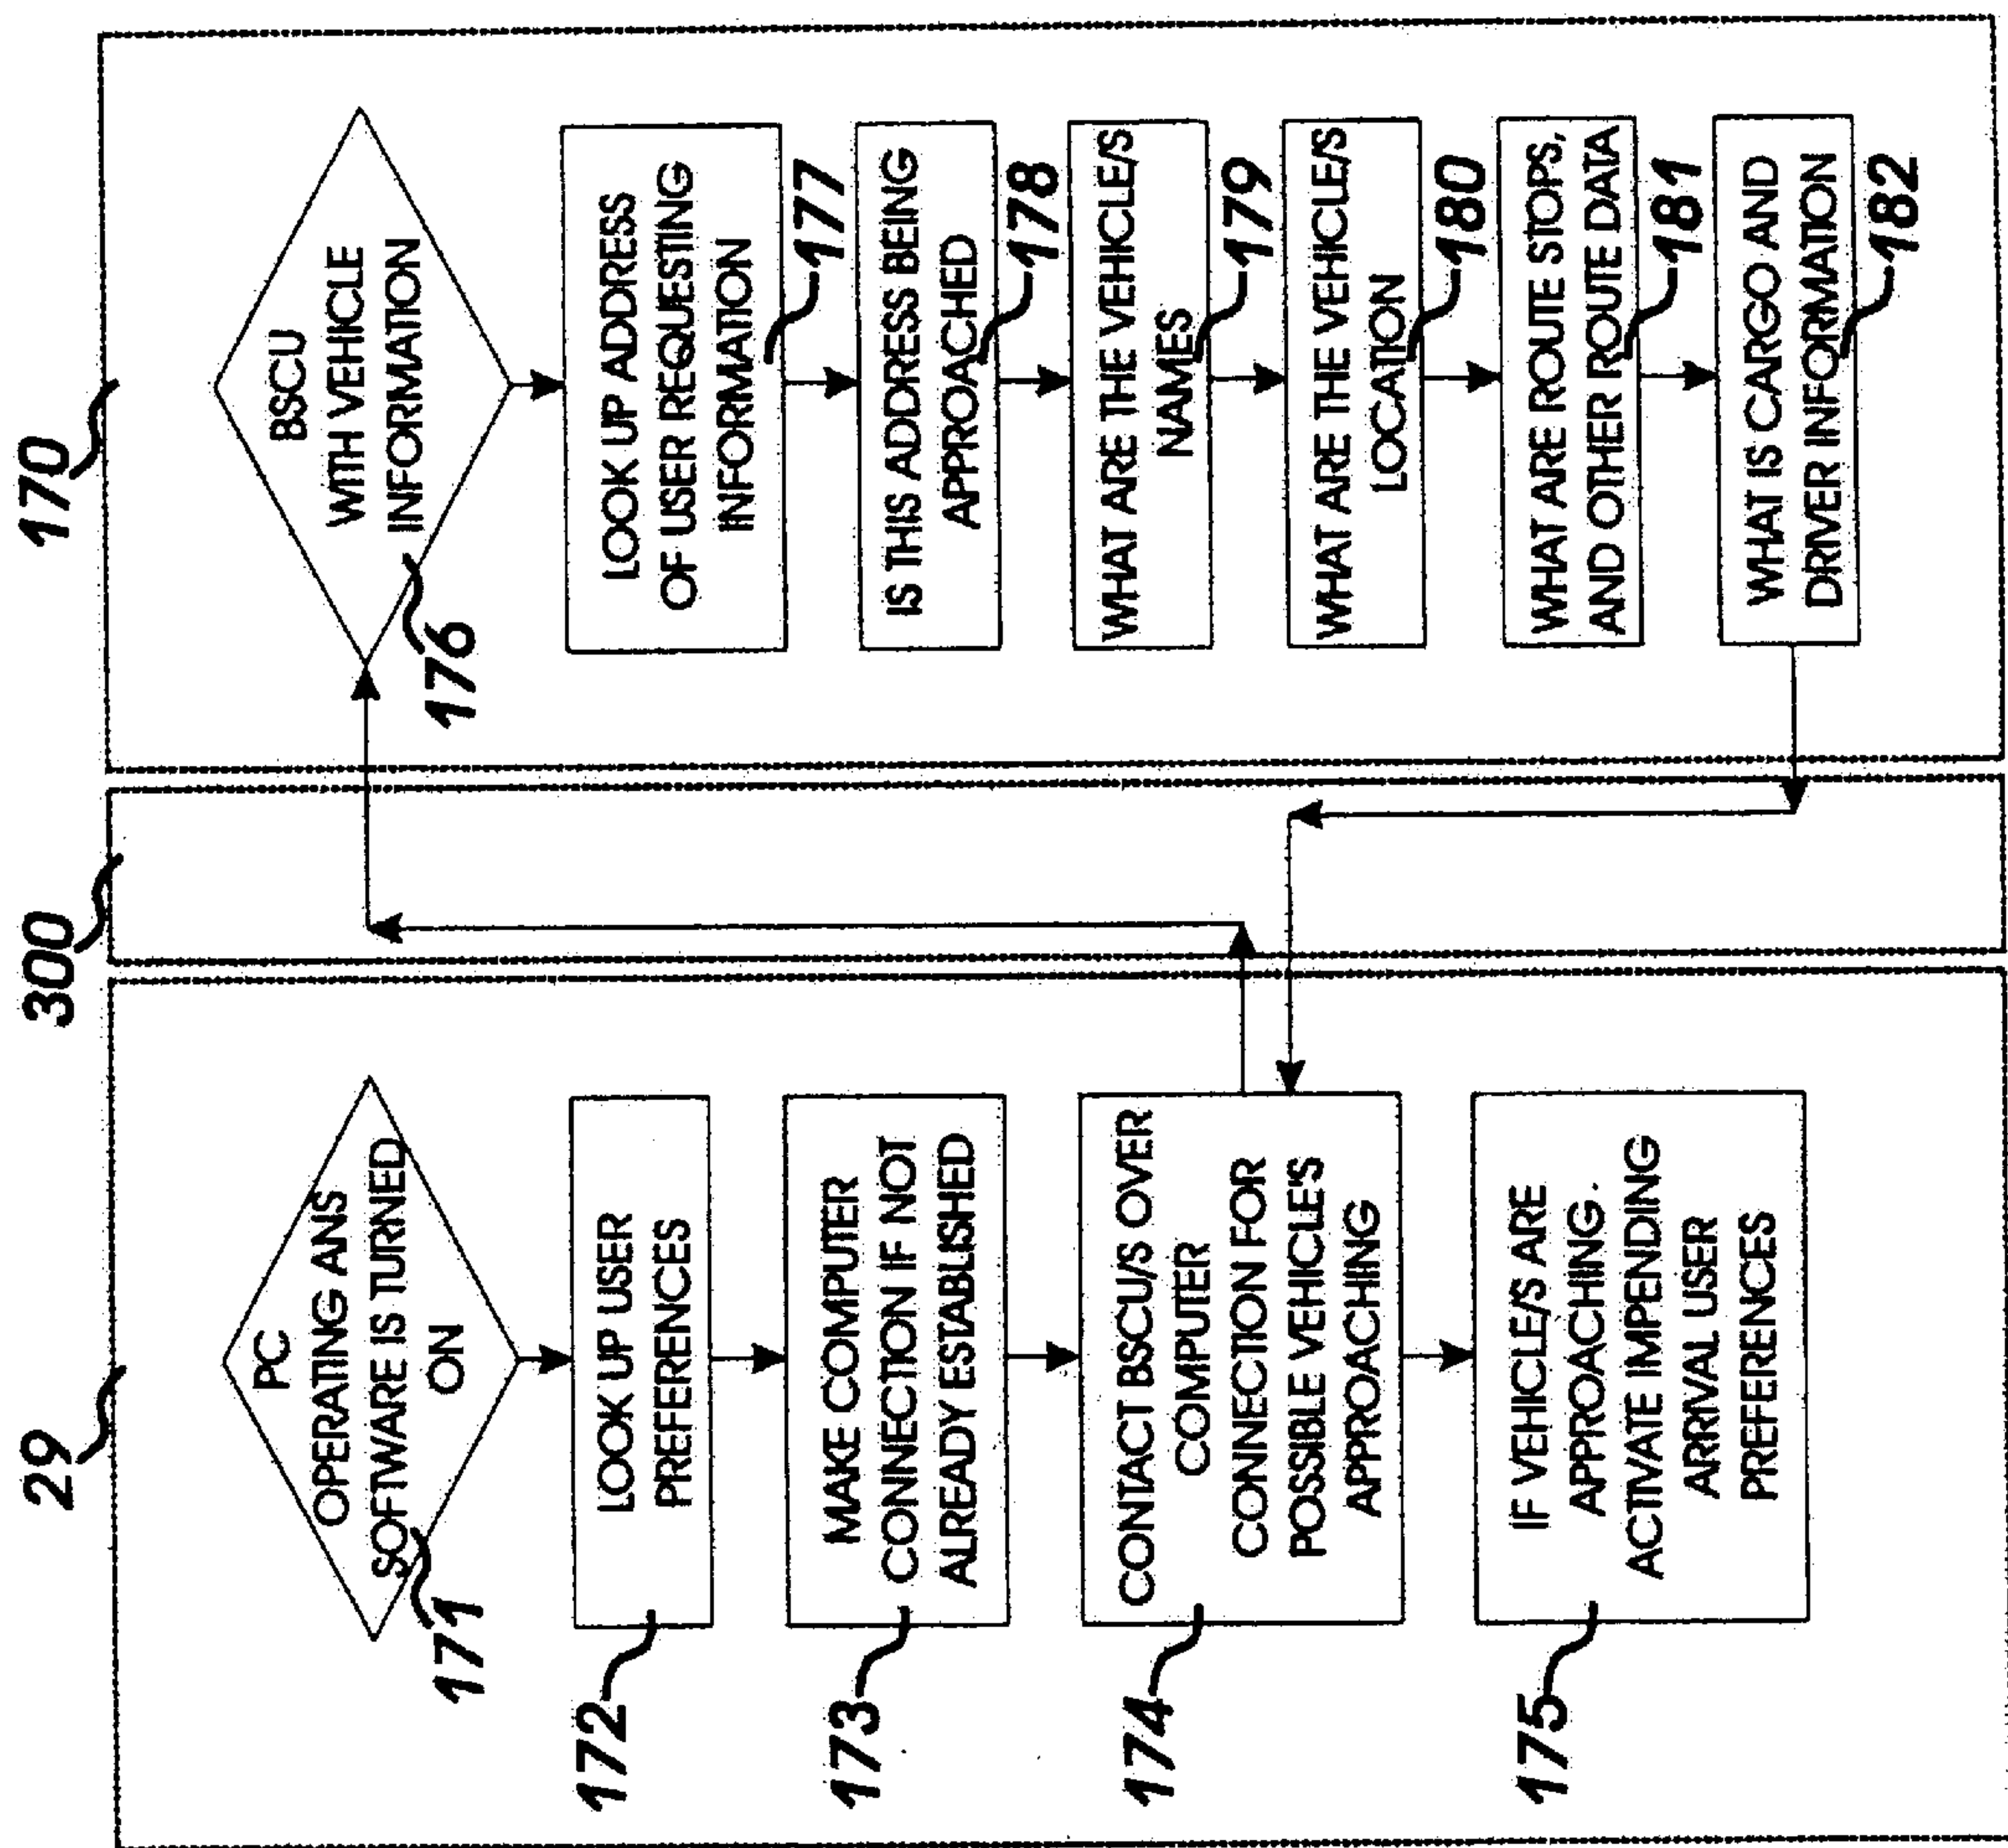 29
PC
OPERATING ANS
SOFTWARE IS TURNED
ON
171
LOOK UP USER
PREFERENCES
172
MAKE COMPUTER
CONNECTION IF NOT
ALREADY ESTABLISHED
173
CONTACT BSCU/S OVER
COMPUTER
CONNECTION FOR
POSSIBLE VEHICLE'S
APPROACHING
174
IF VEHICLE/S ARE
APPROACHING.
ACTIVATE IMPENDING
ARRIVAL USER
PREFERENCES
175
300
170
BSCU
WITH VEHICLE
INFORMATION
176
LOOK UP ADDRESS
OF USER REQUESTING
INFORMATION
177
IS THIS ADDRESS BEING
APPROACHED
178
WHAT ARE THE VEHICLE/S
NAMES
179
WHAT ARE THE VEHICLE/S
LOCATION
180
WHAT ARE ROUTE STOPS,
AND OTHER ROUTE DATA
181
WHAT IS CARGO AND
DRIVER INFORMATION
182